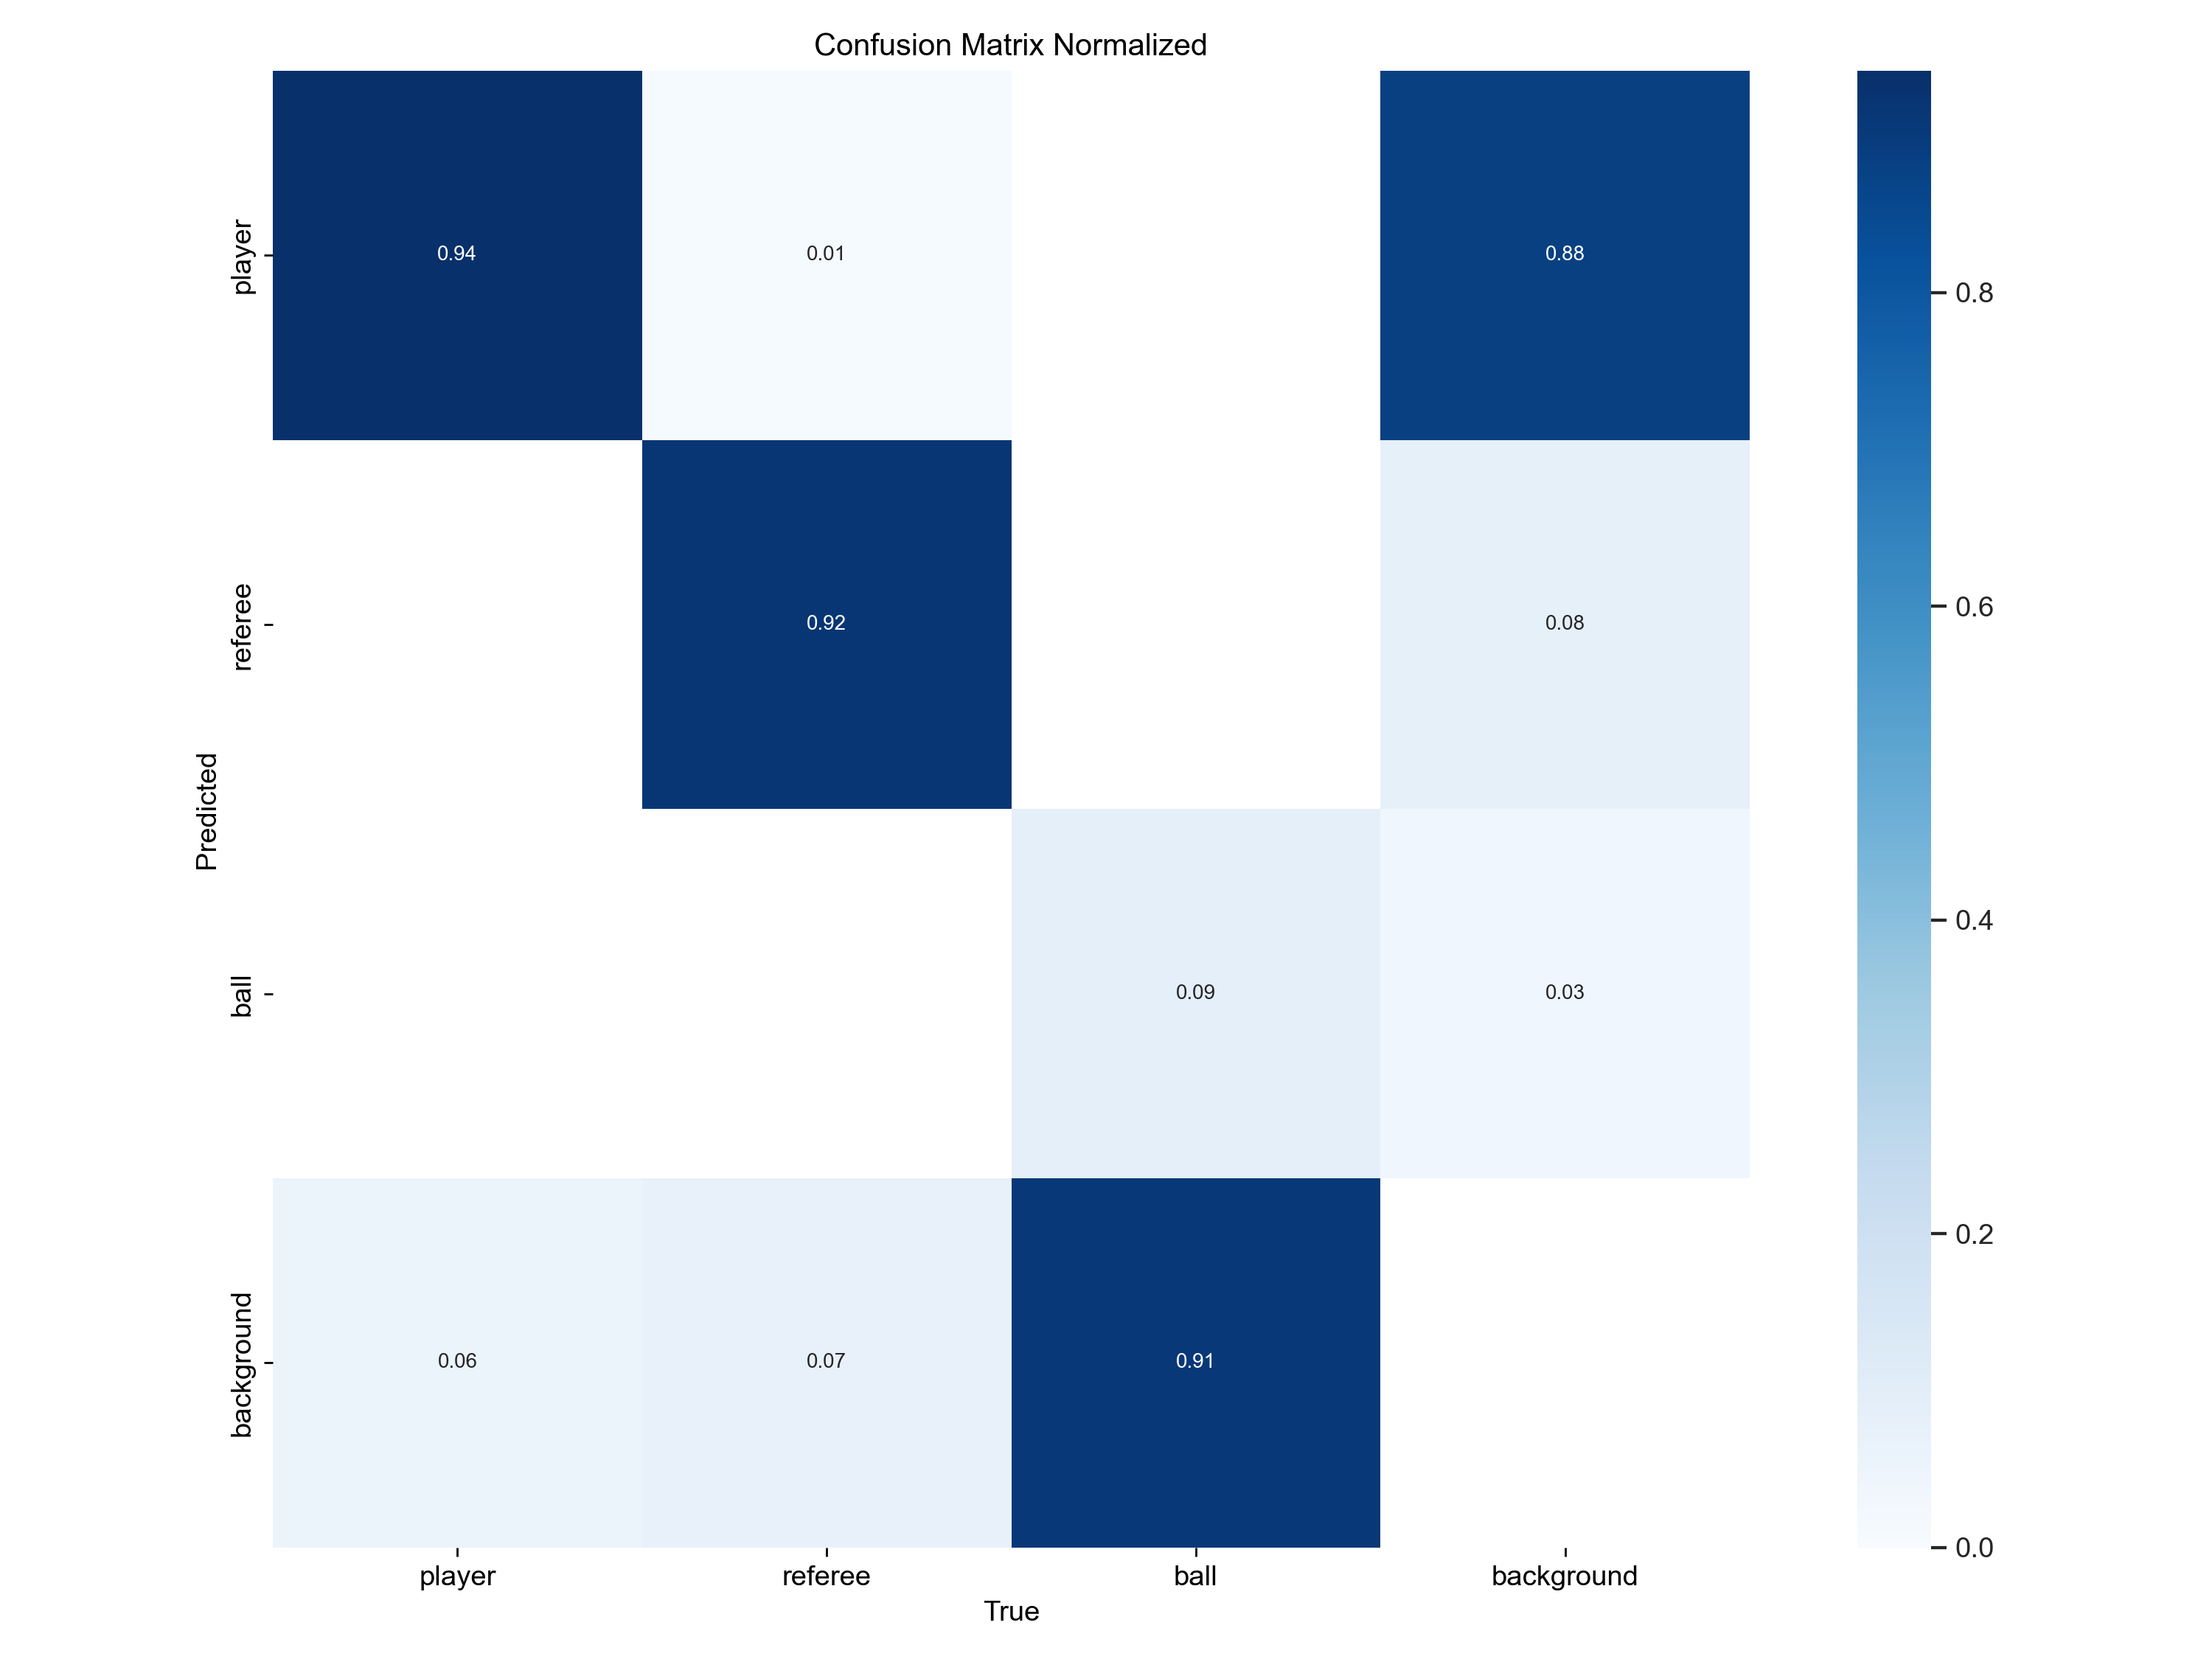 Confusion Matrix Normalized
player
0.94
0.01
0.88
0.8
referee
0.92
0.08
0.6
Predicted
ball
0.09
0.03
0.4
background
0.06
0.07
0.91
0.2
0.0
player
referee
ball
background
True